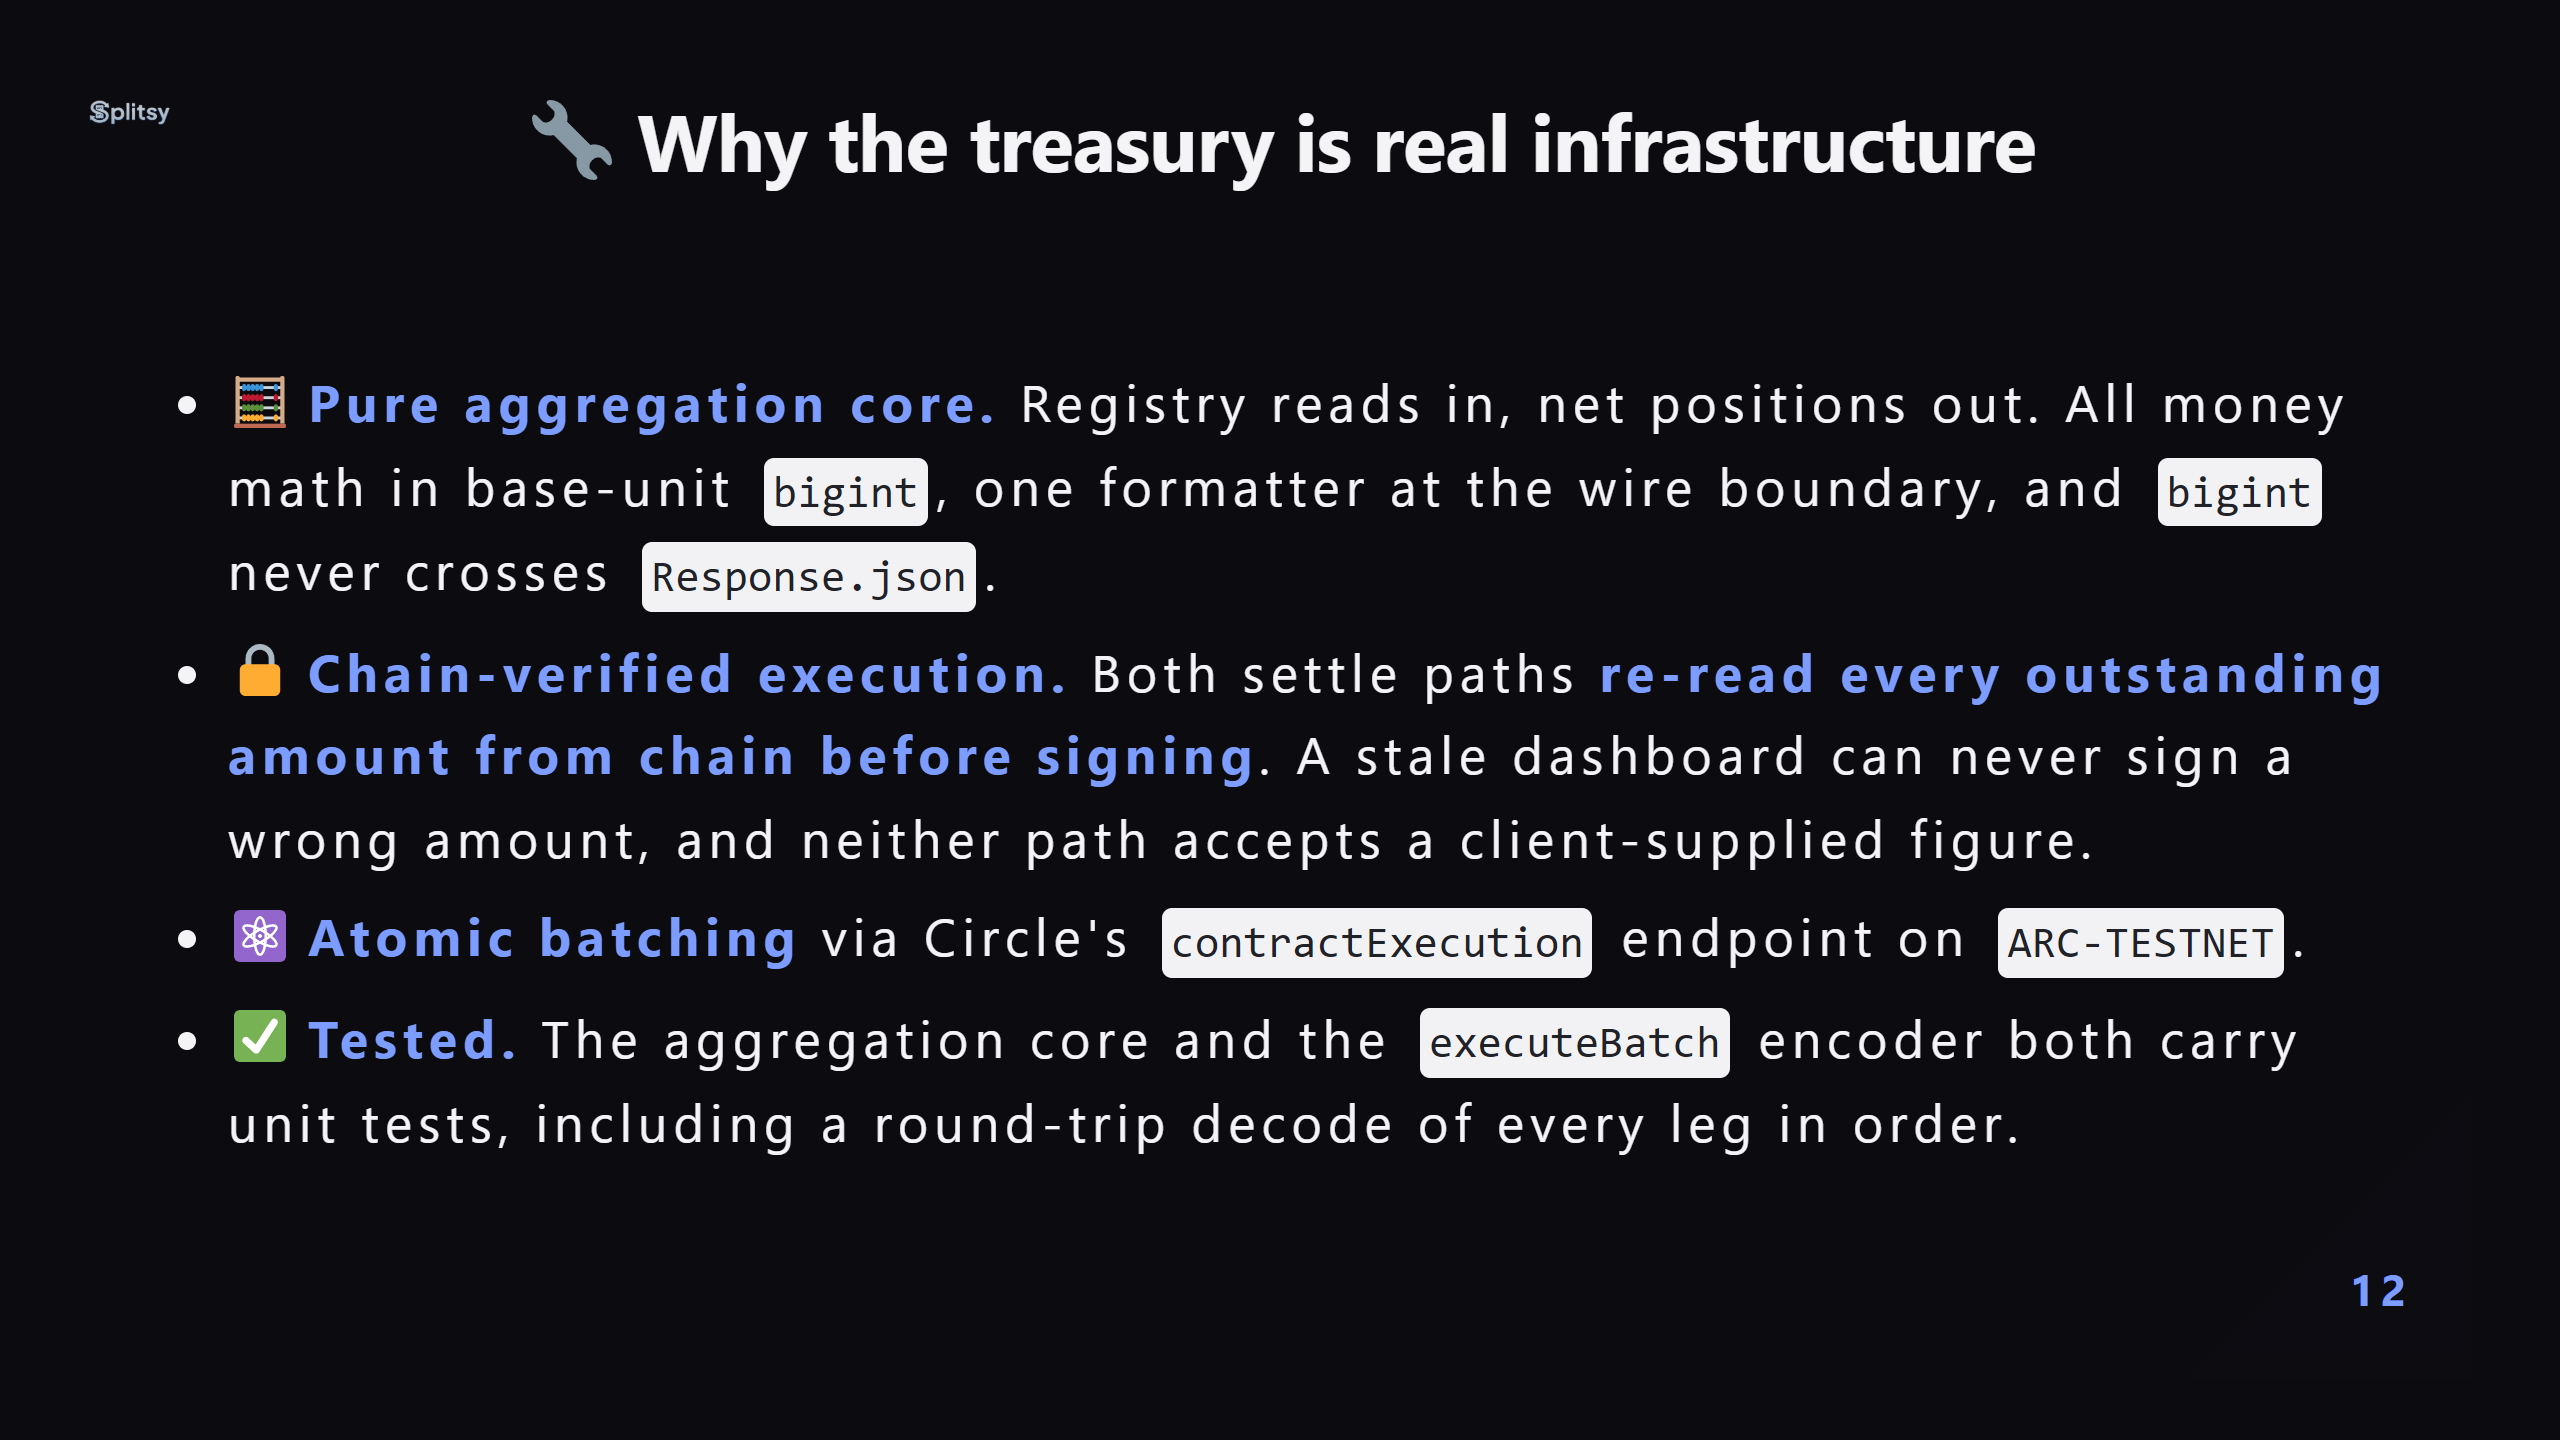 Splitsy
🔧 Why the treasury is real infrastructure
• 🧮 Pure aggregation core. Registry reads in, net positions out. All money
math in base-unit bigint, one formatter at the wire boundary, and bigint
never crosses Response.json.
• 🔒 Chain-verified execution. Both settle paths re-read every outstanding
amount from chain before signing. A stale dashboard can never sign a
wrong amount, and neither path accepts a client-supplied figure.
• ⚛️ Atomic batching via Circle's contractExecution endpoint on ARC-TESTNET.
• ✅ Tested. The aggregation core and the executeBatch encoder both carry
unit tests, including a round-trip decode of every leg in order.
12